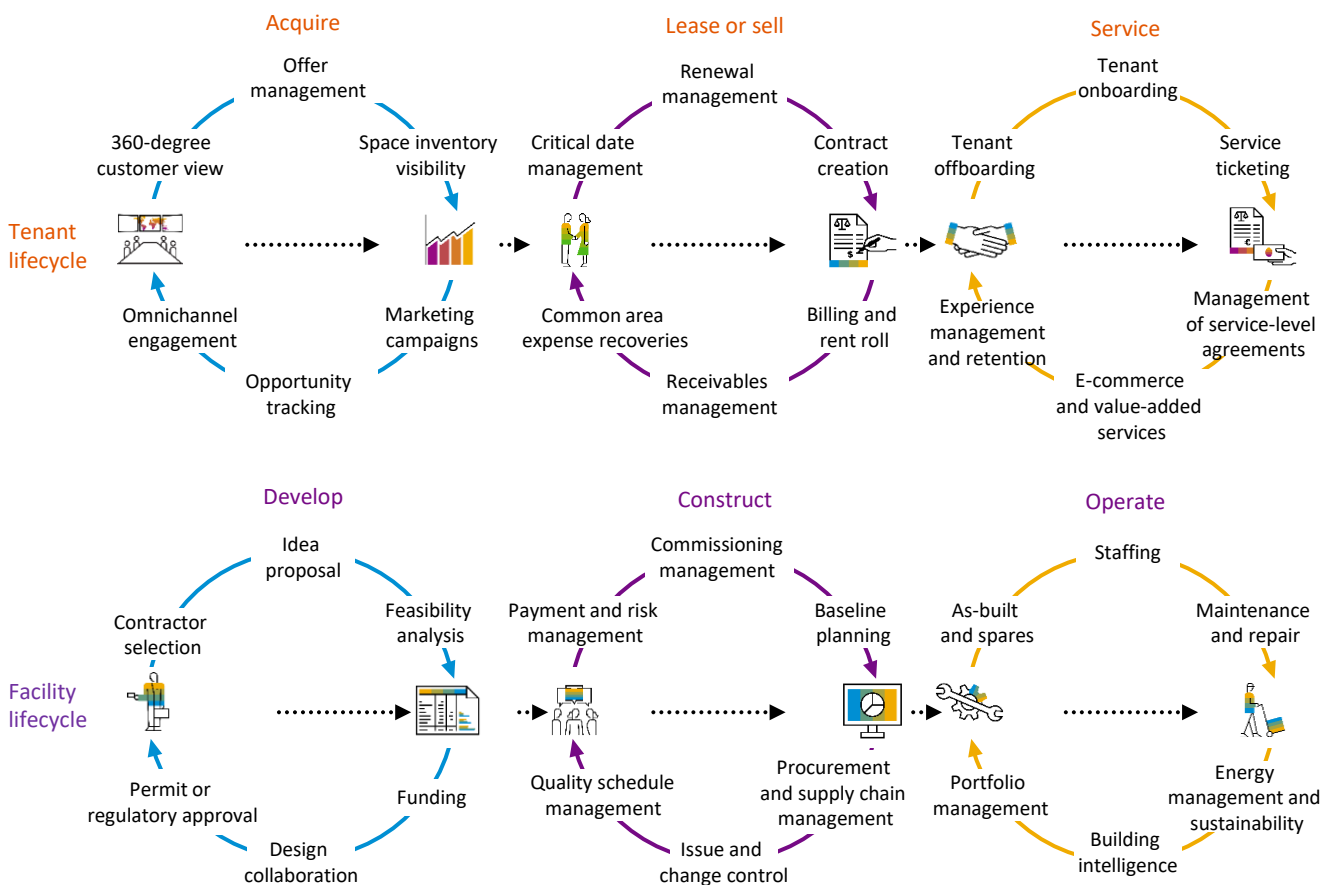 Acquire
Lease or sell
Service
Offer
management
Renewal
management
Tenant
onboarding
360-degree
customer view
Space inventory
visibility
Critical date
management
Contract
creation
Tenant
offboarding
Service
ticketing
Tenant
lifecycle
$
Omnichannel
engagement
Marketing
campaigns
Common area
expense recoveries
Billing and
rent roll
Experience
management
and retention
Management
of service-level
agreements
Opportunity
tracking
Receivables
management
E-commerce
and value-added
services
Develop
Construct
Operate
Idea
proposal
Commissioning
management
Staffing
Contractor
selection
Feasibility
analysis
Payment and risk
management
Baseline
planning
As-built
and spares
Maintenance
and repair
Facility
lifecycle
Permit or
regulatory approval
Funding
Quality schedule
management
Procurement
and supply chain
management
Portfolio
management
Energy
management and
sustainability
Design
collaboration
Issue and
change control
Building
intelligence